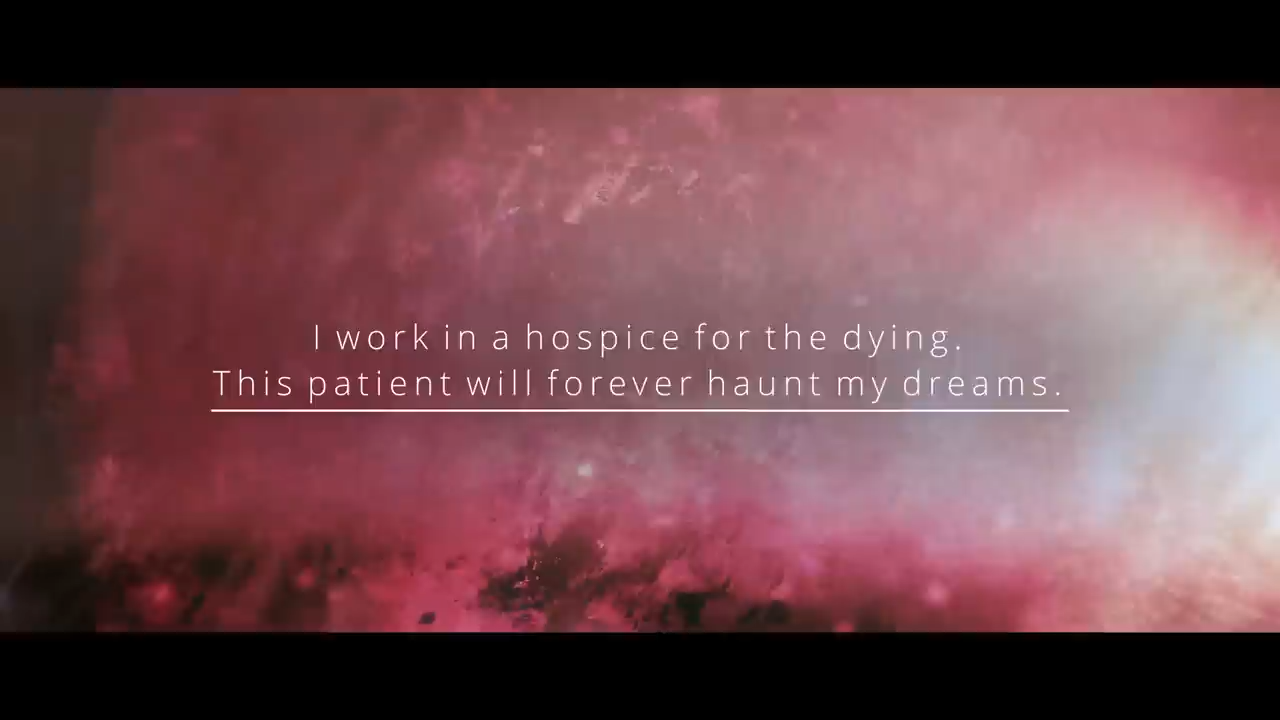 I work in a hospice for the dying.
This patient will forever haunt my dreams.